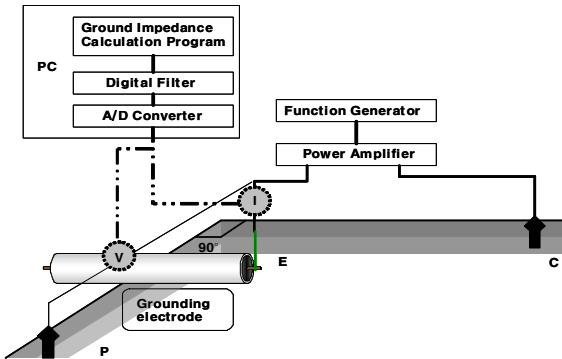 Ground Impedance
Calculation Program
PC
Digital Filter
A/D Converter
Function Generator
Power Amplifier
I
V
90°
E
C
Grounding
electrode
P